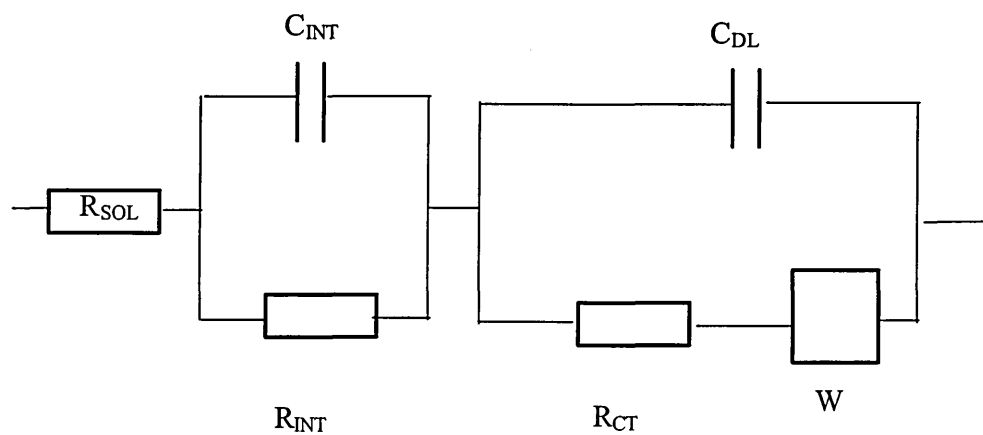 C_INT
C_DL
R_SOL
R_INT
R_CT
W